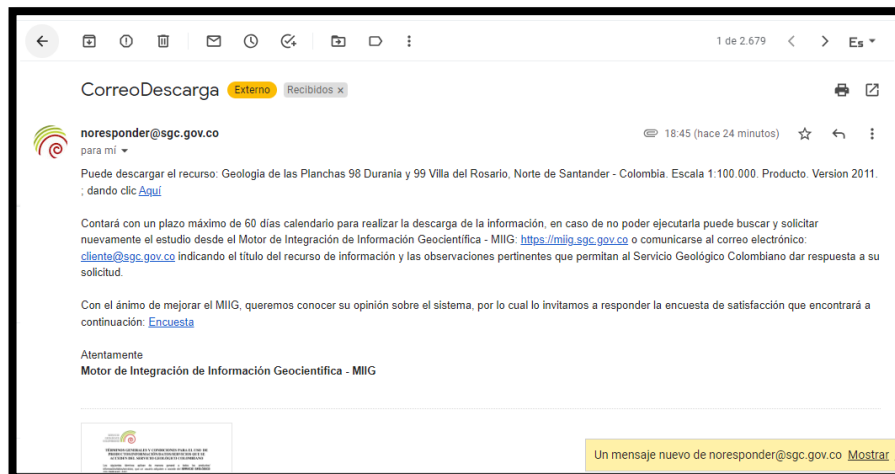 1 de 2.679
Es
CorreoDescarga Externo Recibidos ×
noresponder@sgc.gov.co 18:45 (hace 24 minutos)
para mí
Puede descargar el recurso: Geologia de las Planchas 98 Durania y 99 Villa del Rosario, Norte de Santander - Colombia. Escala 1:100.000. Producto. Version 2011.
; dando clic Aquí
Contará con un plazo máximo de 60 días calendario para realizar la descarga de la información, en caso de no poder ejecutarla puede buscar y solicitar
nuevamente el estudio desde el Motor de Integración de Información Geocientífica - MIIG: https://miig.sgc.gov.co o comunicarse al correo electrónico:
cliente@sgc.gov.co indicando el título del recurso de información y las observaciones pertinentes que permitan al Servicio Geológico Colombiano dar respuesta a su
solicitud.
Con el ánimo de mejorar el MIIG, queremos conocer su opinión sobre el sistema, por lo cual lo invitamos a responder la encuesta de satisfacción que encontrará a
continuación: Encuesta
Atentamente
Motor de Integración de Información Geocientífica - MIIG
TÉRMINOS GENERALES Y CONDICIONES PARA EL USO DE
Un mensaje nuevo de noresponder@sgc.gov.co Mostrar